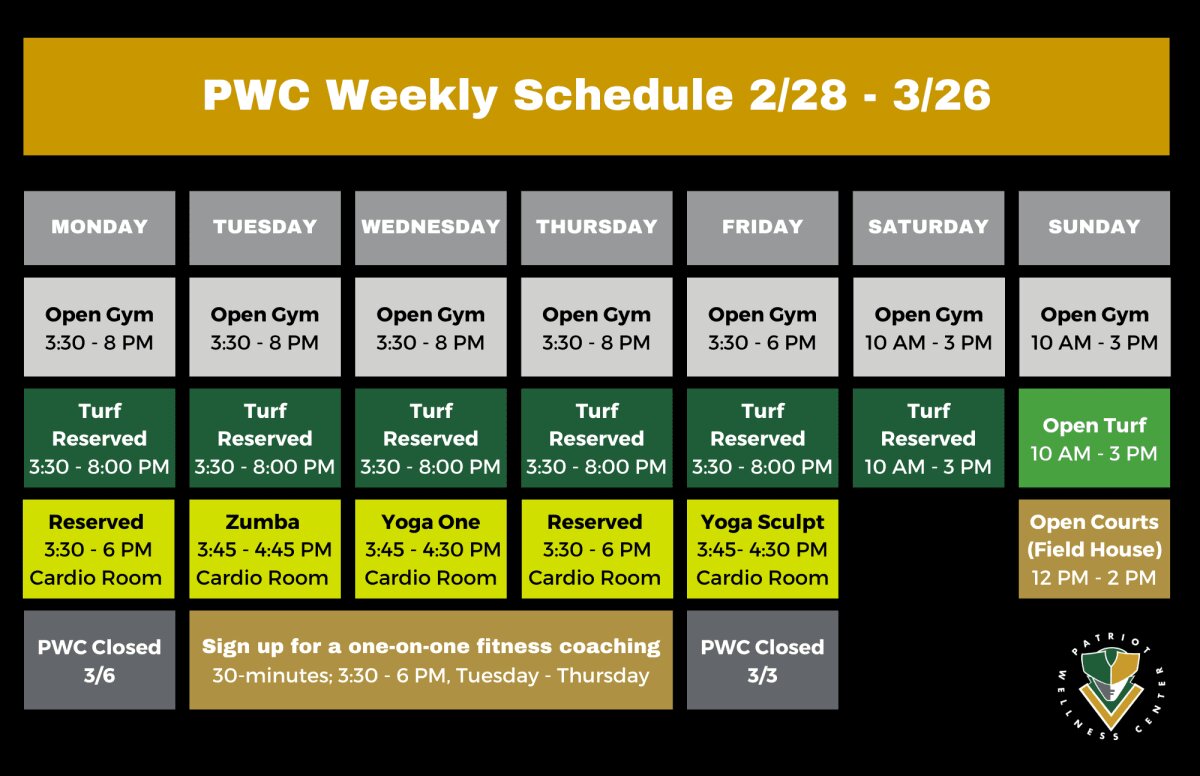 PWC Weekly Schedule 2/28 - 3/26
MONDAY
TUESDAY
WEDNESDAY
THURSDAY
FRIDAY
SATURDAY
SUNDAY
Open Gym
3:30 - 8 PM
Open Gym
3:30 - 8 PM
Open Gym
3:30 - 8 PM
Open Gym
3:30 - 8 PM
Open Gym
3:30 - 6 PM
Open Gym
10 AM - 3 PM
Open Gym
10 AM - 3 PM
Turf
Reserved
3:30 - 8:00 PM
Turf
Reserved
3:30 - 8:00 PM
Turf
Reserved
3:30 - 8:00 PM
Turf
Reserved
3:30 - 8:00 PM
Turf
Reserved
3:30 - 8:00 PM
Turf
Reserved
10 AM - 3 PM
Open Turf
10 AM - 3 PM
Reserved
3:30 - 6 PM
Cardio Room
Zumba
3:45 - 4:45 PM
Cardio Room
Yoga One
3:45 - 4:30 PM
Cardio Room
Reserved
3:30 - 6 PM
Cardio Room
Yoga Sculpt
3:45- 4:30 PM
Cardio Room
Open Courts
(Field House)
12 PM - 2 PM
PWC Closed
3/6
Sign up for a one-on-one fitness coaching
30-minutes; 3:30 - 6 PM, Tuesday - Thursday
PWC Closed
3/3
PATRIOT
WELLNESS CENTER